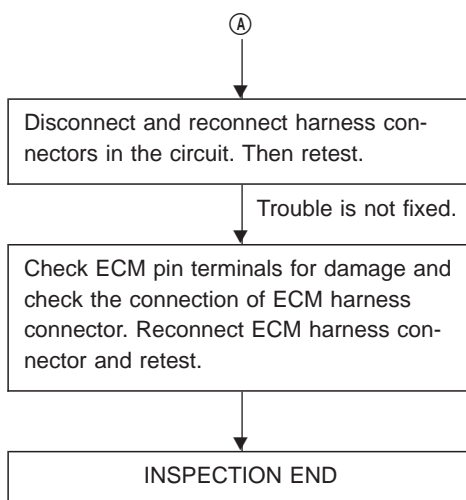 Ⓐ
Disconnect and reconnect harness con-
nectors in the circuit. Then retest.
Trouble is not fixed.
Check ECM pin terminals for damage and
check the connection of ECM harness
connector. Reconnect ECM harness con-
nector and retest.
INSPECTION END